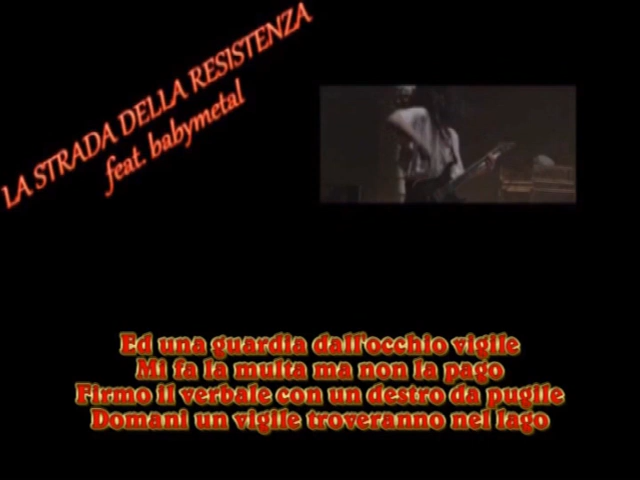 LA STRADA DELLA RESISTENZA
feat. babymetal
Ed una guardia dall'occhio vigile
Mi fa la multa ma non la pago
Firmo il verbale con un destro da pugile
Domani un vigile troveranno nel lago